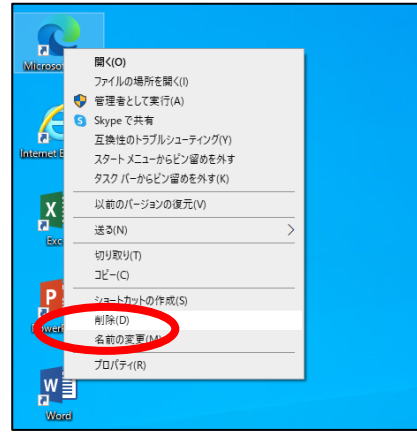 Microso
開く(O)
ファイルの場所を開く(I)
管理者として実行(A)
Skype で共有
互換性のトラブルシューティング(Y)
スタート メニューからピン留めを外す
タスク バーからピン留めを外す(K)
以前のバージョンの復元(V)
送る(N)
切り取り(T)
コピー(C)
ショートカットの作成(S)
削除(D)
名前の変更(M)
プロパティ(R)
Internet E
Exc
Power
Word